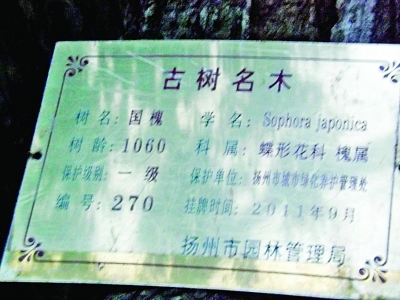 古树名木
树名：国槐 学名：Sophora japonica
树龄：1060 科属：蝶形花科 槐属
保护级别：一级 保护单位：扬州市城市绿化养护管理处
编号：270 挂牌时间：2011年9月
扬州市园林管理局